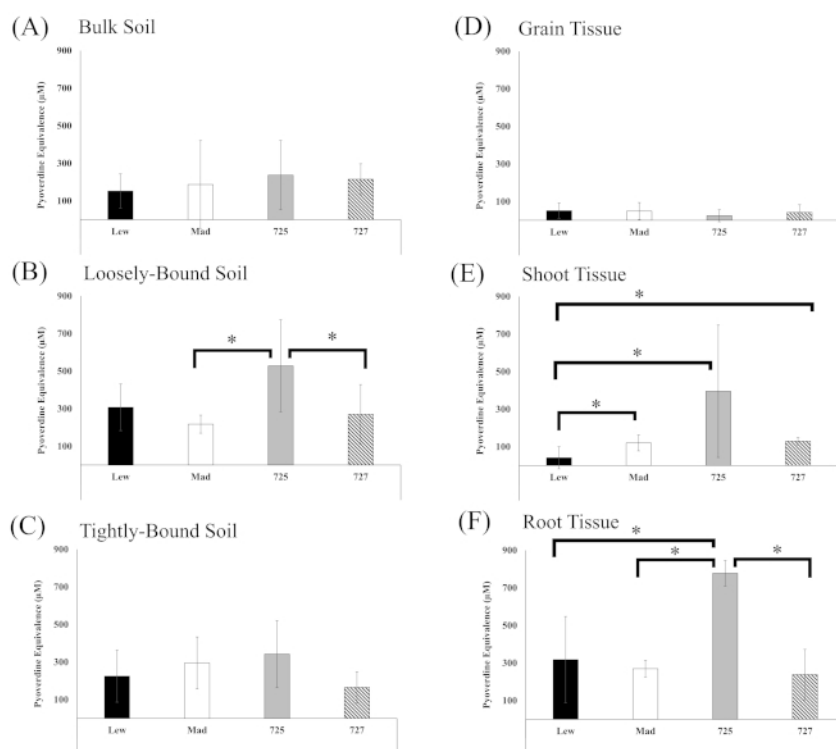 (A) Bulk Soil
Pyoverdine Equivalence (μM)
900
700
500
300
100
Lew Mad 725 727
(B) Loosely-Bound Soil
Pyoverdine Equivalence (μM)
900
700
500
300
100
* *
Lew Mad 725 727
(C) Tightly-Bound Soil
Pyoverdine Equivalence (μM)
900
700
500
300
100
Lew Mad 725 727
(D) Grain Tissue
Pyoverdine Equivalence (μM)
900
700
500
300
100
Lew Mad 725 727
(E) Shoot Tissue
Pyoverdine Equivalence (μM)
900
700
500
300
100
*
*
*
Lew Mad 725 727
(F) Root Tissue
Pyoverdine Equivalence (μM)
900
700
500
300
100
*
* *
Lew Mad 725 727